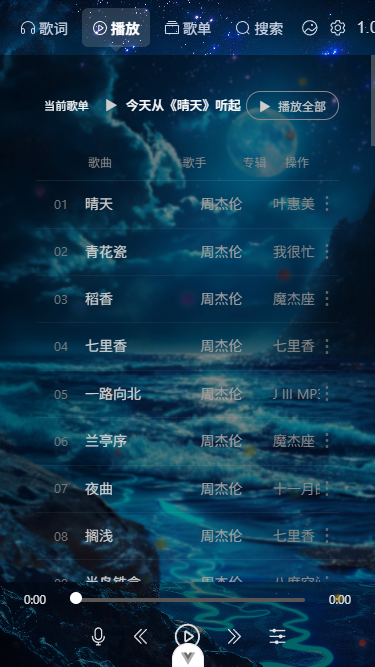 歌词 播放 歌单 搜索
当前歌单 今天从《晴天》听起 播放全部
歌曲 歌手 专辑 操作
01 晴天 周杰伦 叶惠美
02 青花瓷 周杰伦 我很忙
03 稻香 周杰伦 魔杰座
04 七里香 周杰伦 七里香
05 一路向北 周杰伦 J III MP
06 兰亭序 周杰伦 魔杰座
07 夜曲 周杰伦 十一月
08 搁浅 周杰伦 七里香
0:00 0:00